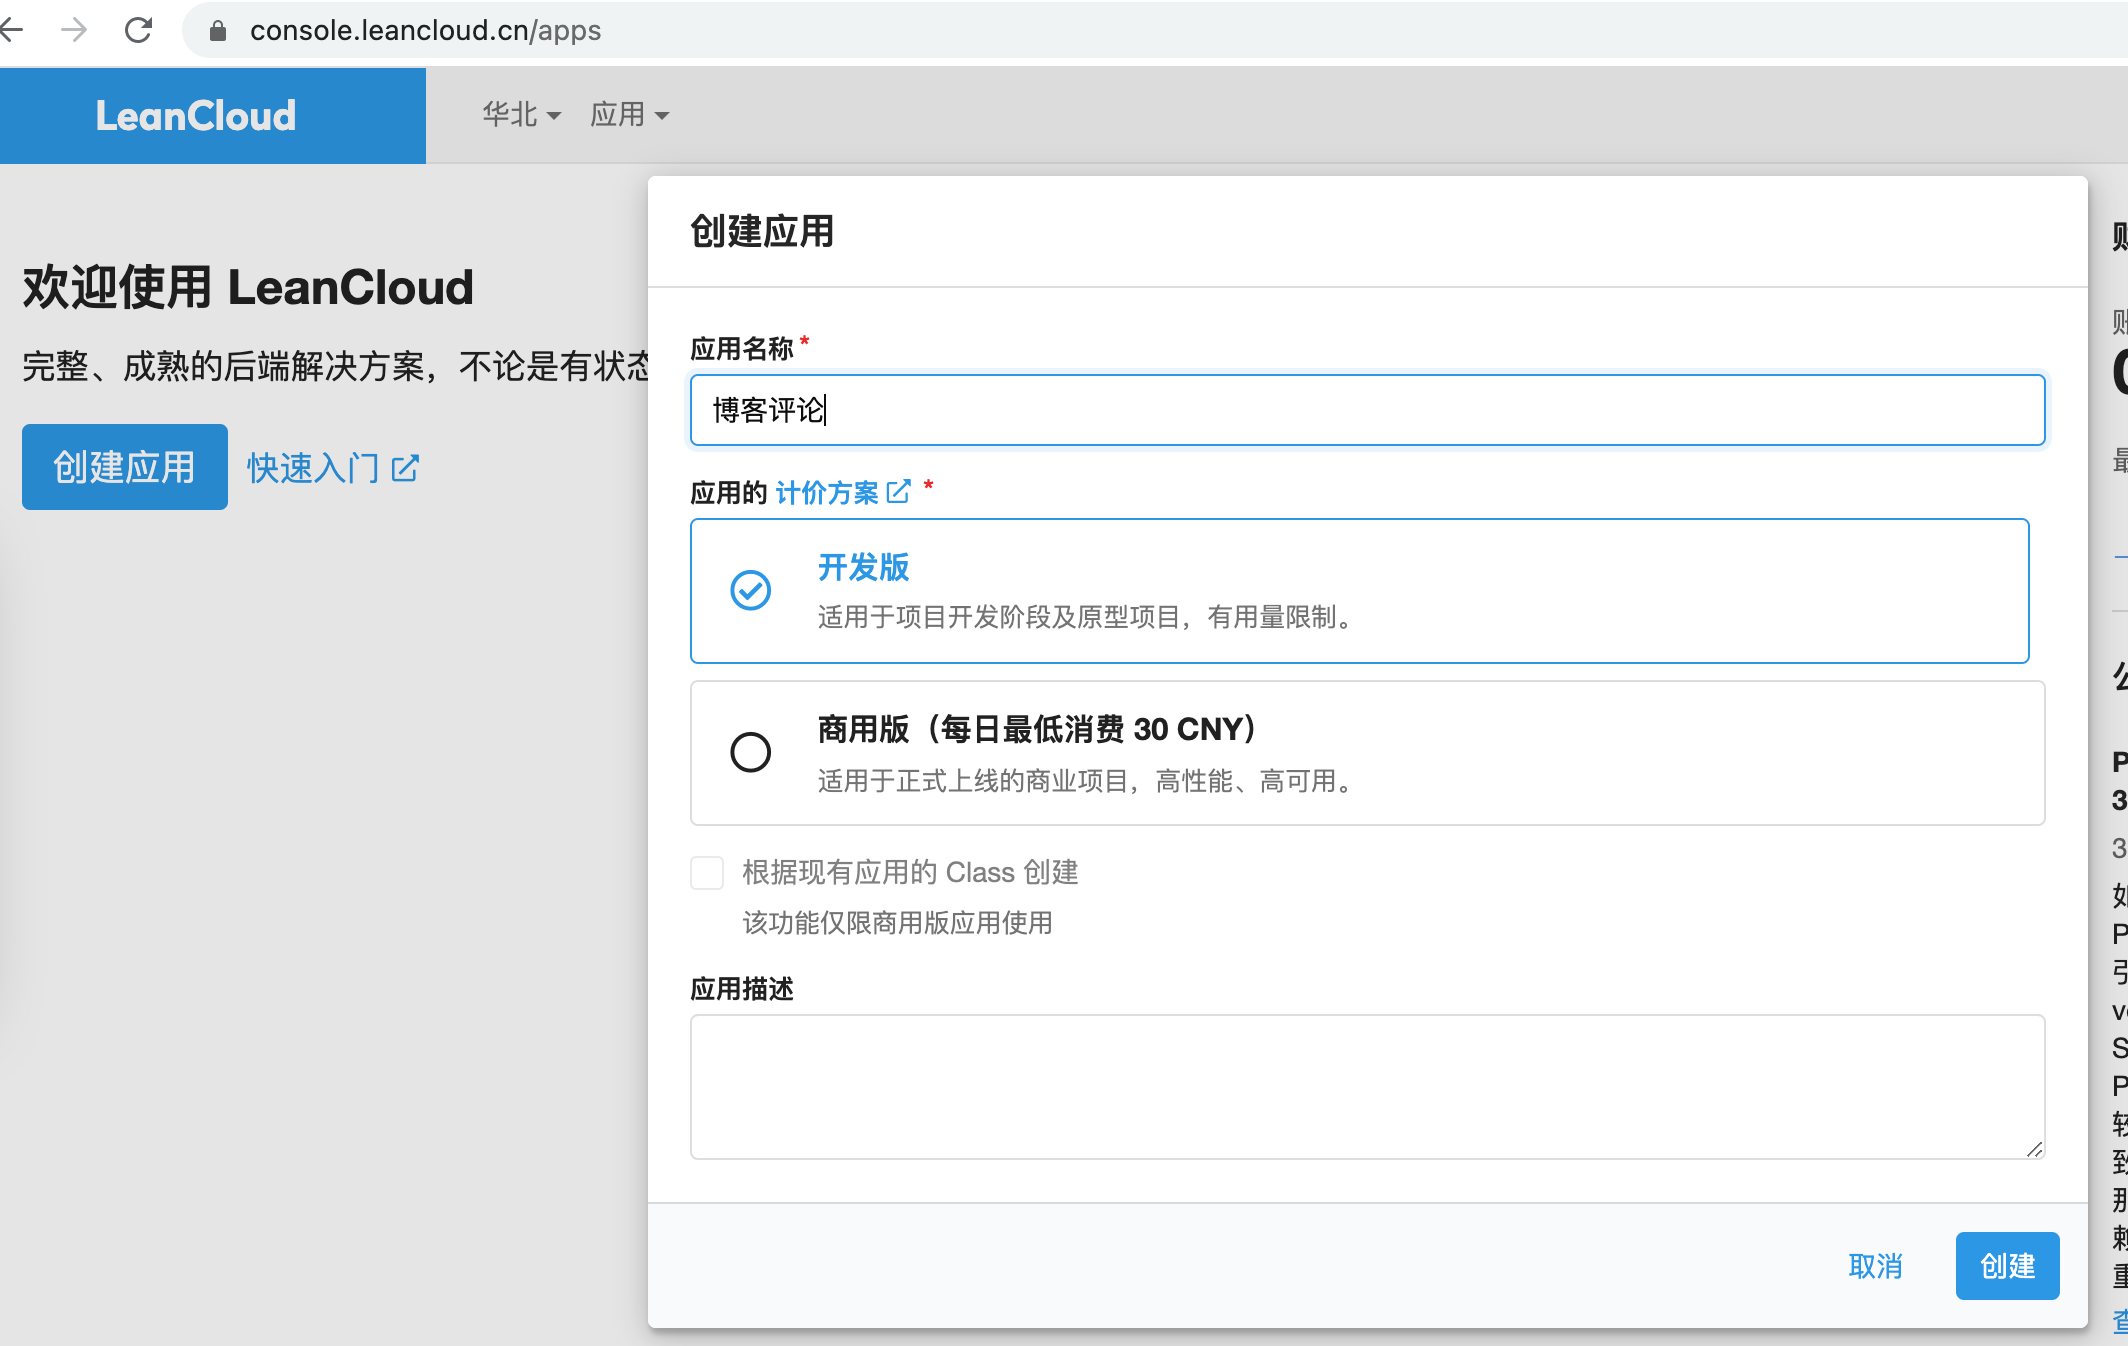 console.leancloud.cn/apps
LeanCloud
华北 应用
欢迎使用 LeanCloud
完整、成熟的后端解决方案，不论是有状态
创建应用 快速入门
创建应用
应用名称 *
博客评论
应用的 计价方案 *
开发版
适用于项目开发阶段及原型项目，有用量限制。
商用版（每日最低消费 30 CNY）
适用于正式上线的商业项目，高性能、高可用。
根据现有应用的 Class 创建
该功能仅限商用版应用使用
应用描述
取消 创建